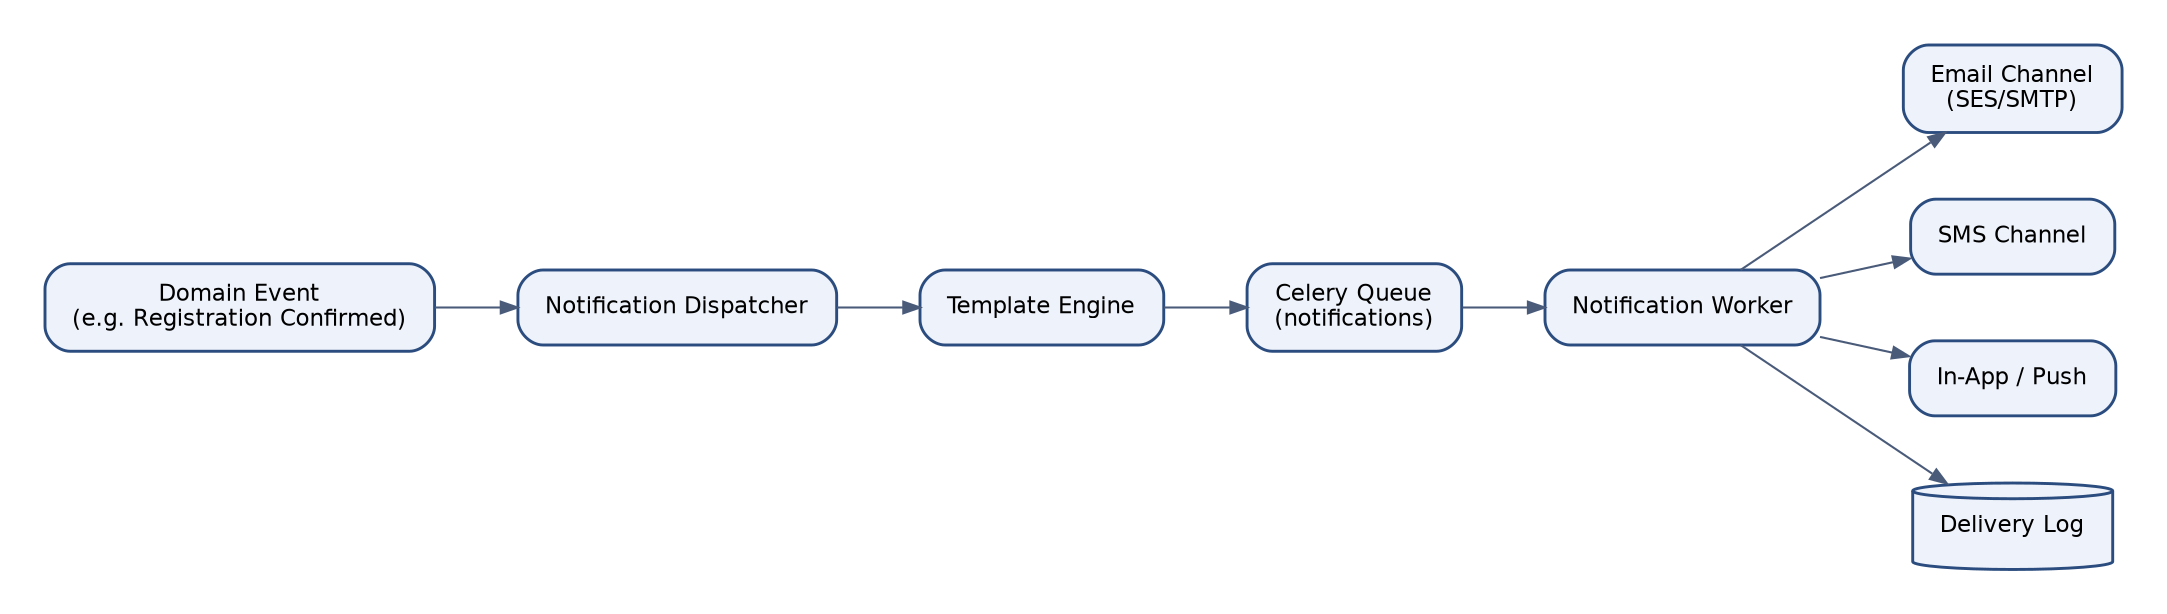 Domain Event
(e.g. Registration Confirmed)
Notification Dispatcher
Template Engine
Celery Queue
(notifications)
Notification Worker
Email Channel
(SES/SMTP)
SMS Channel
In-App / Push
Delivery Log